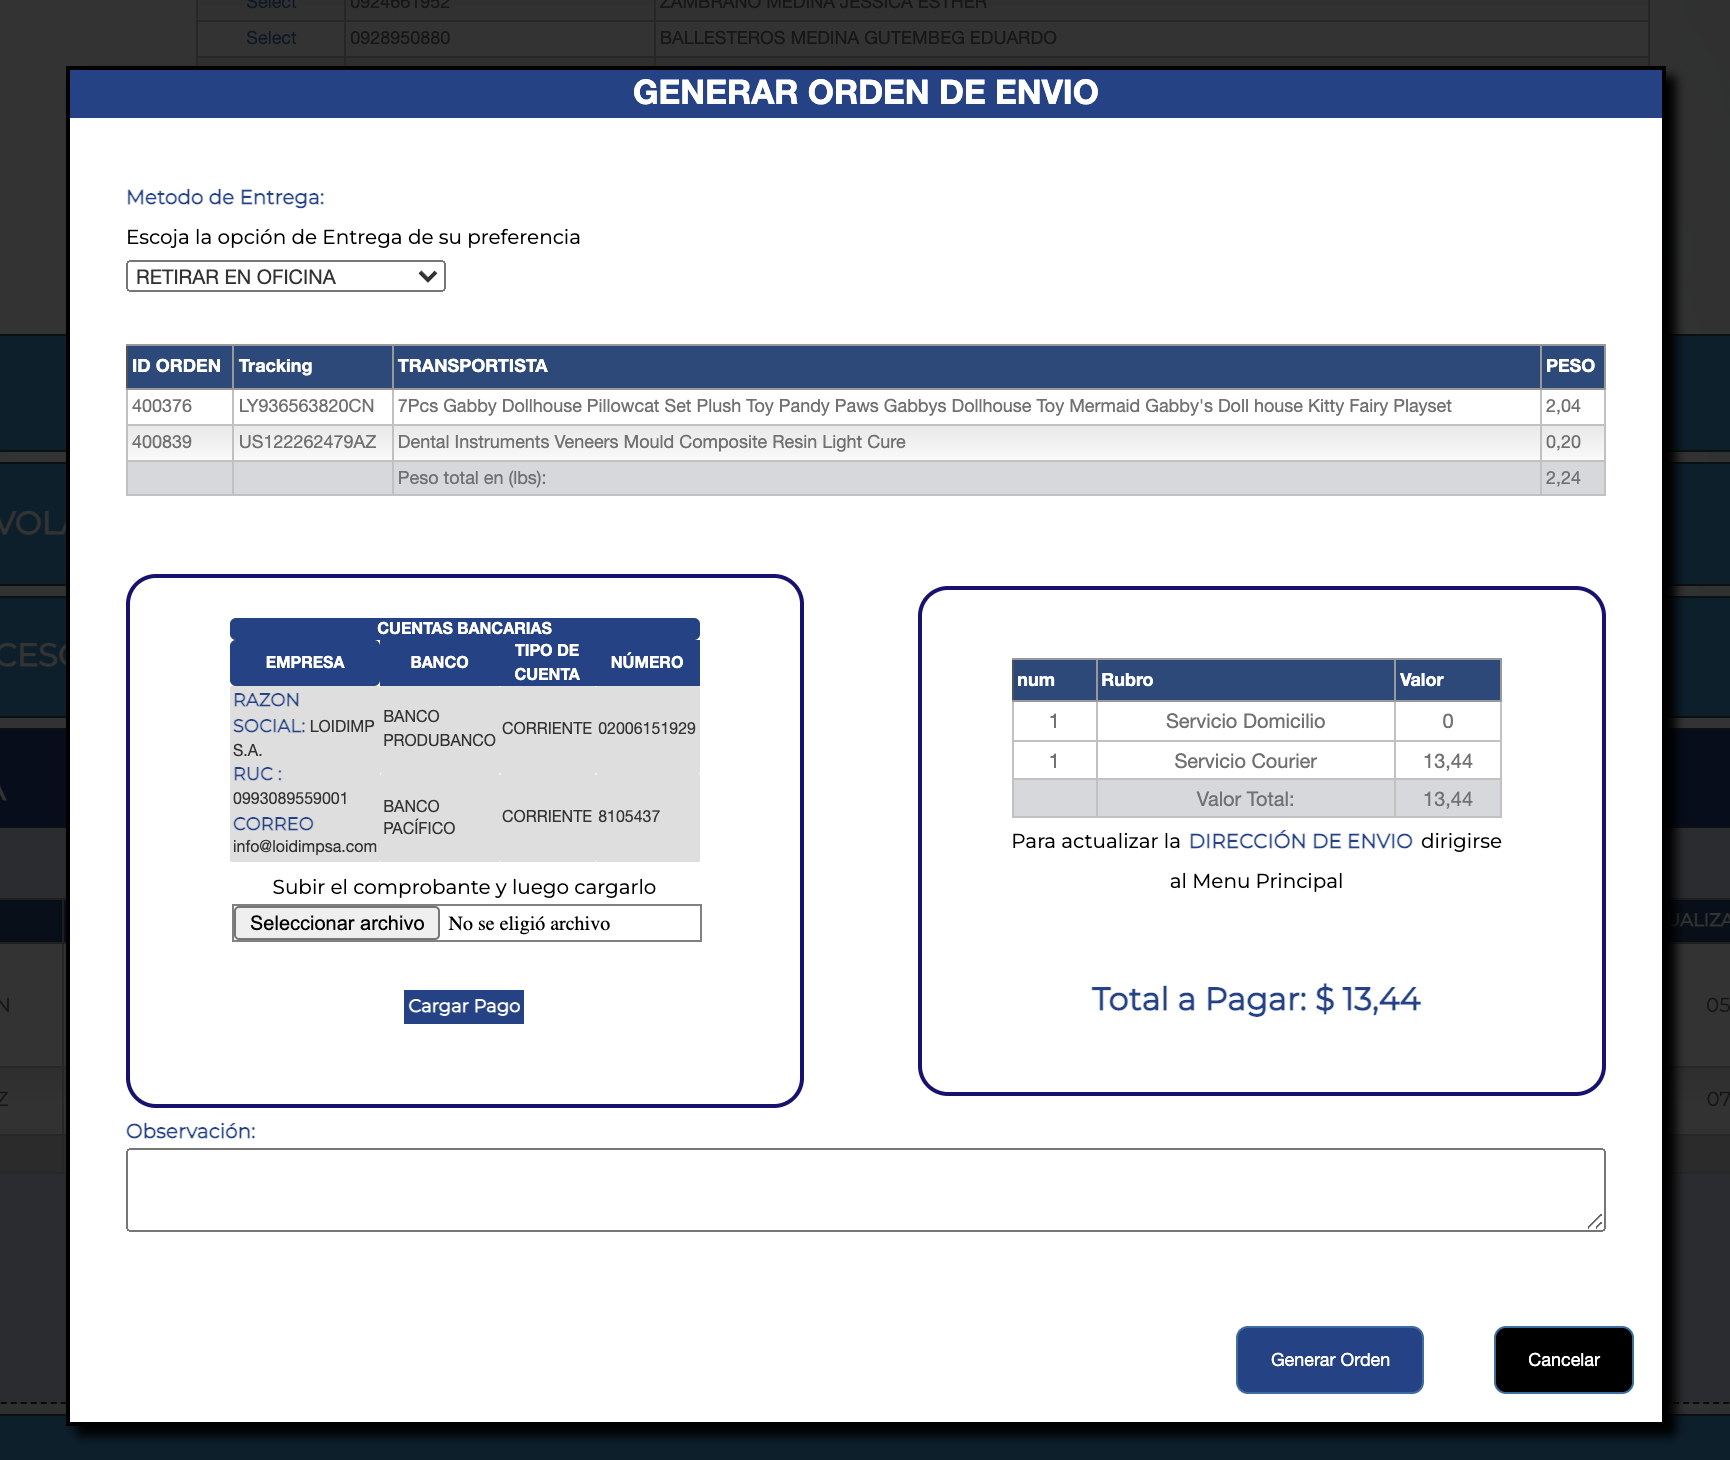 Select 0924661952 ZAMBRANO MEDINA JESSICA ESTHER
Select 0928950880 BALLESTEROS MEDINA GUTEMBEG EDUARDO
GENERAR ORDEN DE ENVIO
Metodo de Entrega:
Escoja la opción de Entrega de su preferencia
RETIRAR EN OFICINA
ID ORDEN Tracking TRANSPORTISTA PESO
400376 LY936563820CN 7Pcs Gabby Dollhouse Pillowcat Set Plush Toy Pandy Paws Gabbys Dollhouse Toy Mermaid Gabby's Doll house Kitty Fairy Playset 2,04
400839 US122262479AZ Dental Instruments Veneers Mould Composite Resin Light Cure 0,20
Peso total en (lbs): 2,24
CUENTAS BANCARIAS
EMPRESA BANCO TIPO DE CUENTA NÚMERO
RAZON
SOCIAL: LOIDIMP
S.A.
RUC :
0993089559001
CORREO
info@loidimpsa.com
BANCO
PRODUBANCO
CORRIENTE 02006151929
BANCO
PACÍFICO
CORRIENTE 8105437
Subir el comprobante y luego cargarlo
Seleccionar archivo No se eligió archivo
Cargar Pago
num Rubro Valor
1 Servicio Domicilio 0
1 Servicio Courier 13,44
Valor Total: 13,44
Para actualizar la DIRECCIÓN DE ENVIO dirigirse
al Menu Principal
Total a Pagar: $ 13,44
Observación:
Generar Orden Cancelar